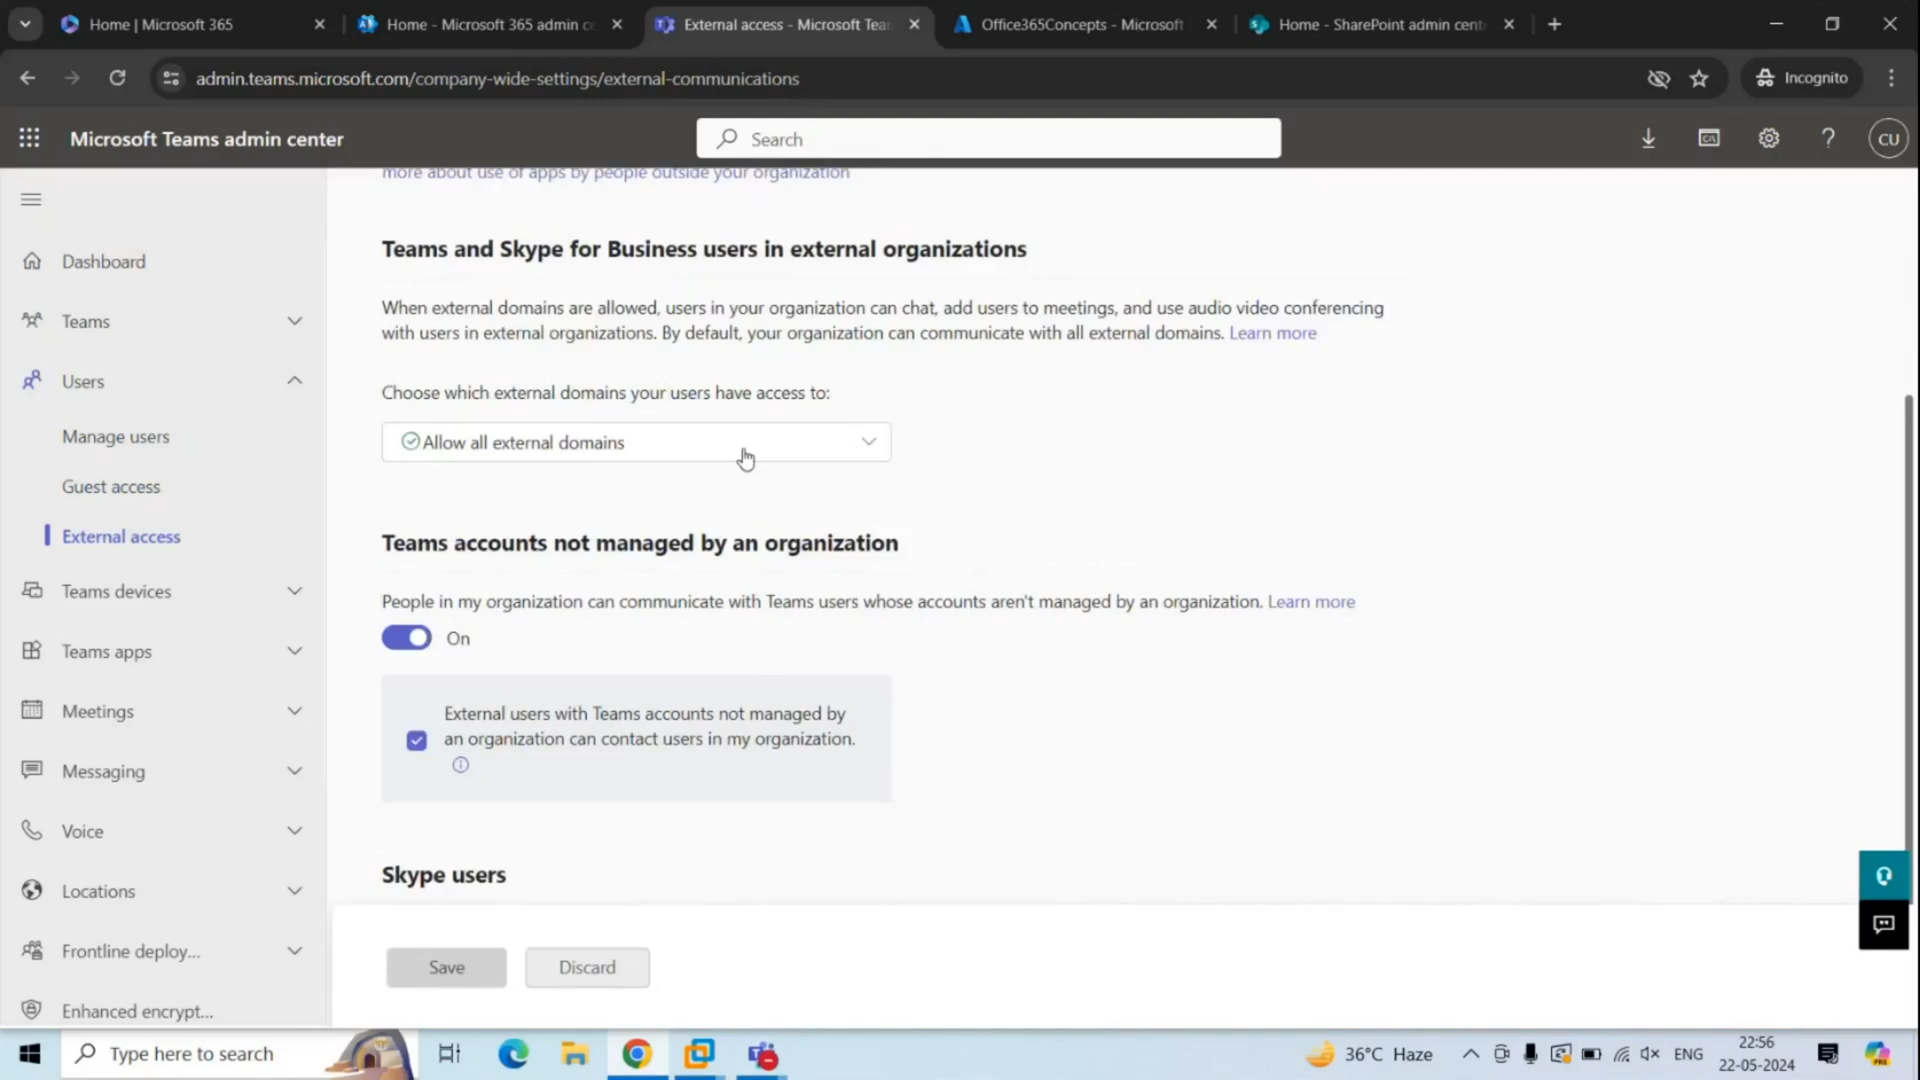 Home | Microsoft 365
Home - Microsoft 365 admin ce
External access - Microsoft Tea
Office365Concepts - Microsoft
Home - SharePoint admin cent
admin.teams.microsoft.com/company-wide-settings/external-communications
Incognito
Microsoft Teams admin center
Search
CU
more about use of apps by people outside your organization
Dashboard
Teams
Users
Manage users
Guest access
External access
Teams devices
Teams apps
Meetings
Messaging
Voice
Locations
Frontline deploy...
Enhanced encrypt...
Teams and Skype for Business users in external organizations
When external domains are allowed, users in your organization can chat, add users to meetings, and use audio video conferencing
with users in external organizations. By default, your organization can communicate with all external domains. Learn more
Choose which external domains your users have access to:
Allow all external domains
Teams accounts not managed by an organization
People in my organization can communicate with Teams users whose accounts aren't managed by an organization. Learn more
On
External users with Teams accounts not managed by
an organization can contact users in my organization.
Skype users
Save
Discard
Type here to search
36°C Haze
ENG
22:56
22-05-2024